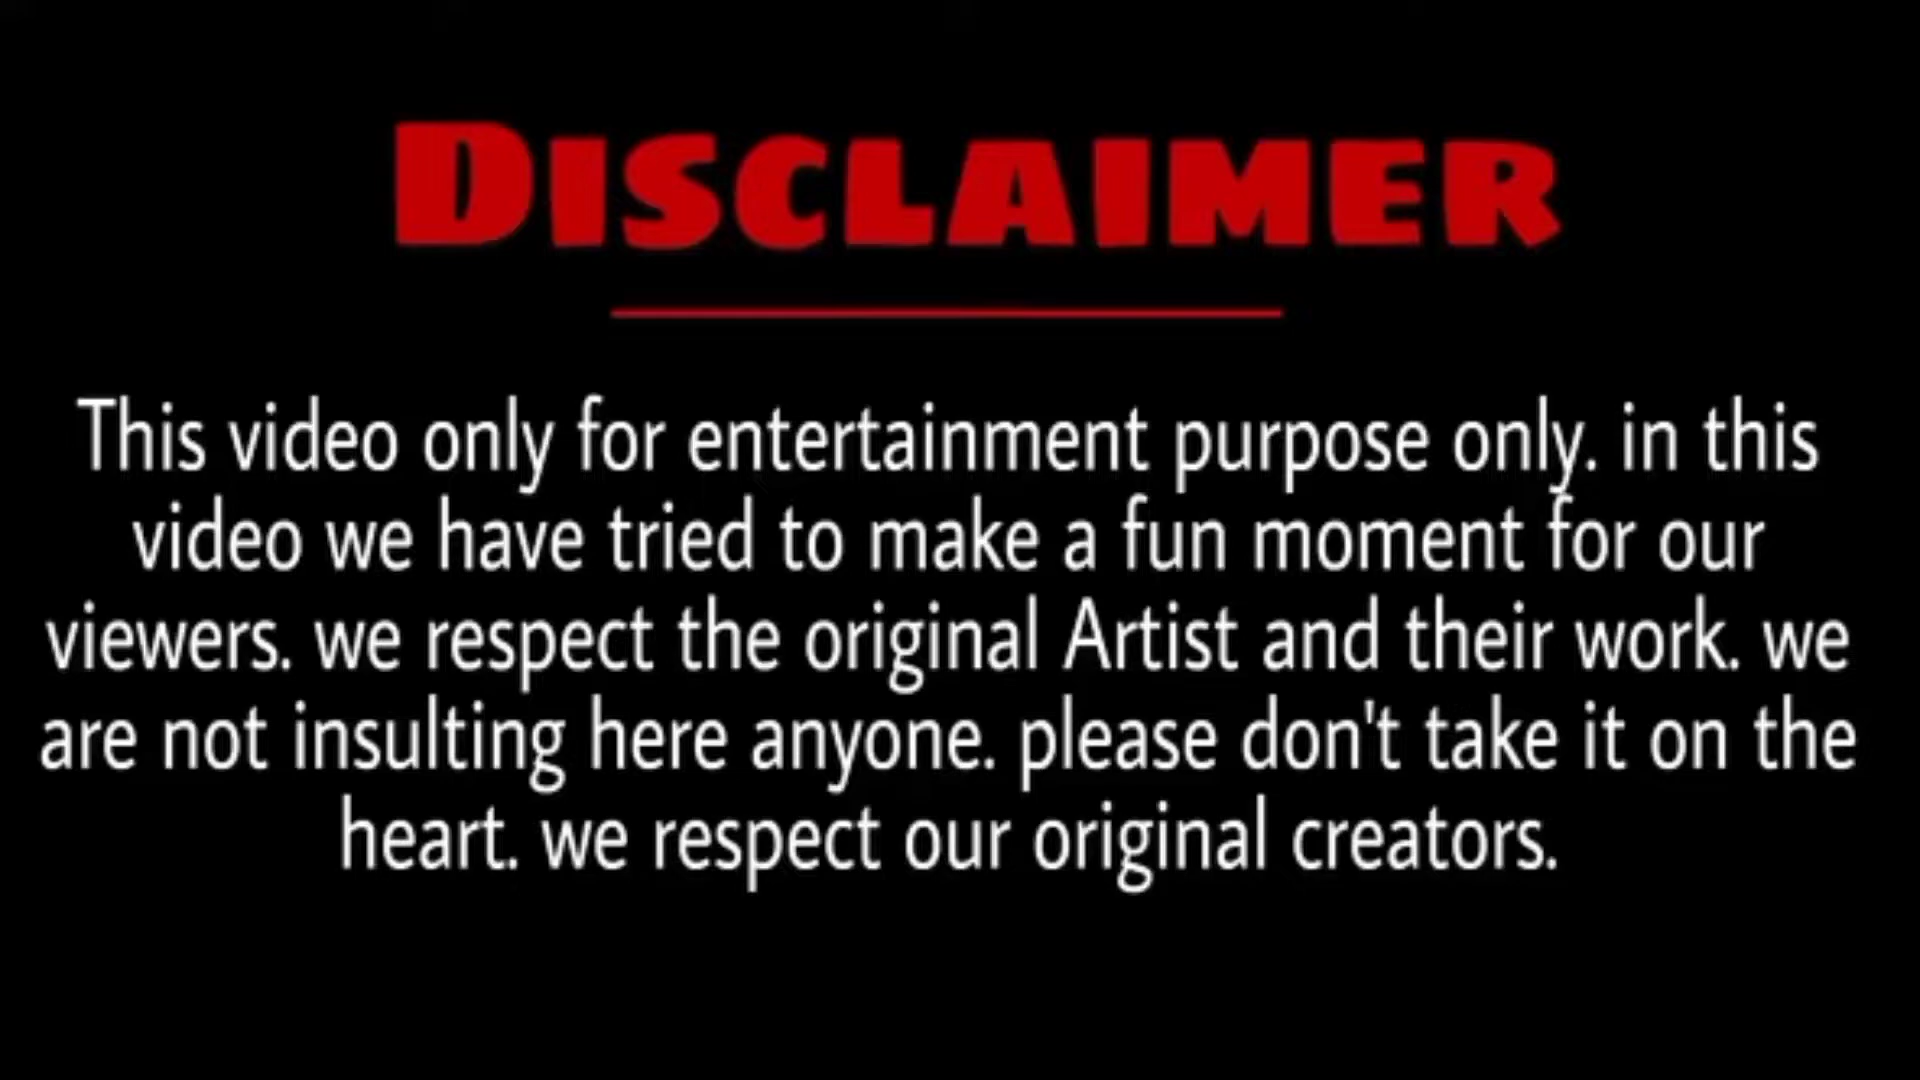 DISCLAIMER
This video only for entertainment purpose only. in this
video we have tried to make a fun moment for our
viewers. we respect the original Artist and their work. we
are not insulting here anyone. please don't take it on the
heart. we respect our original creators.